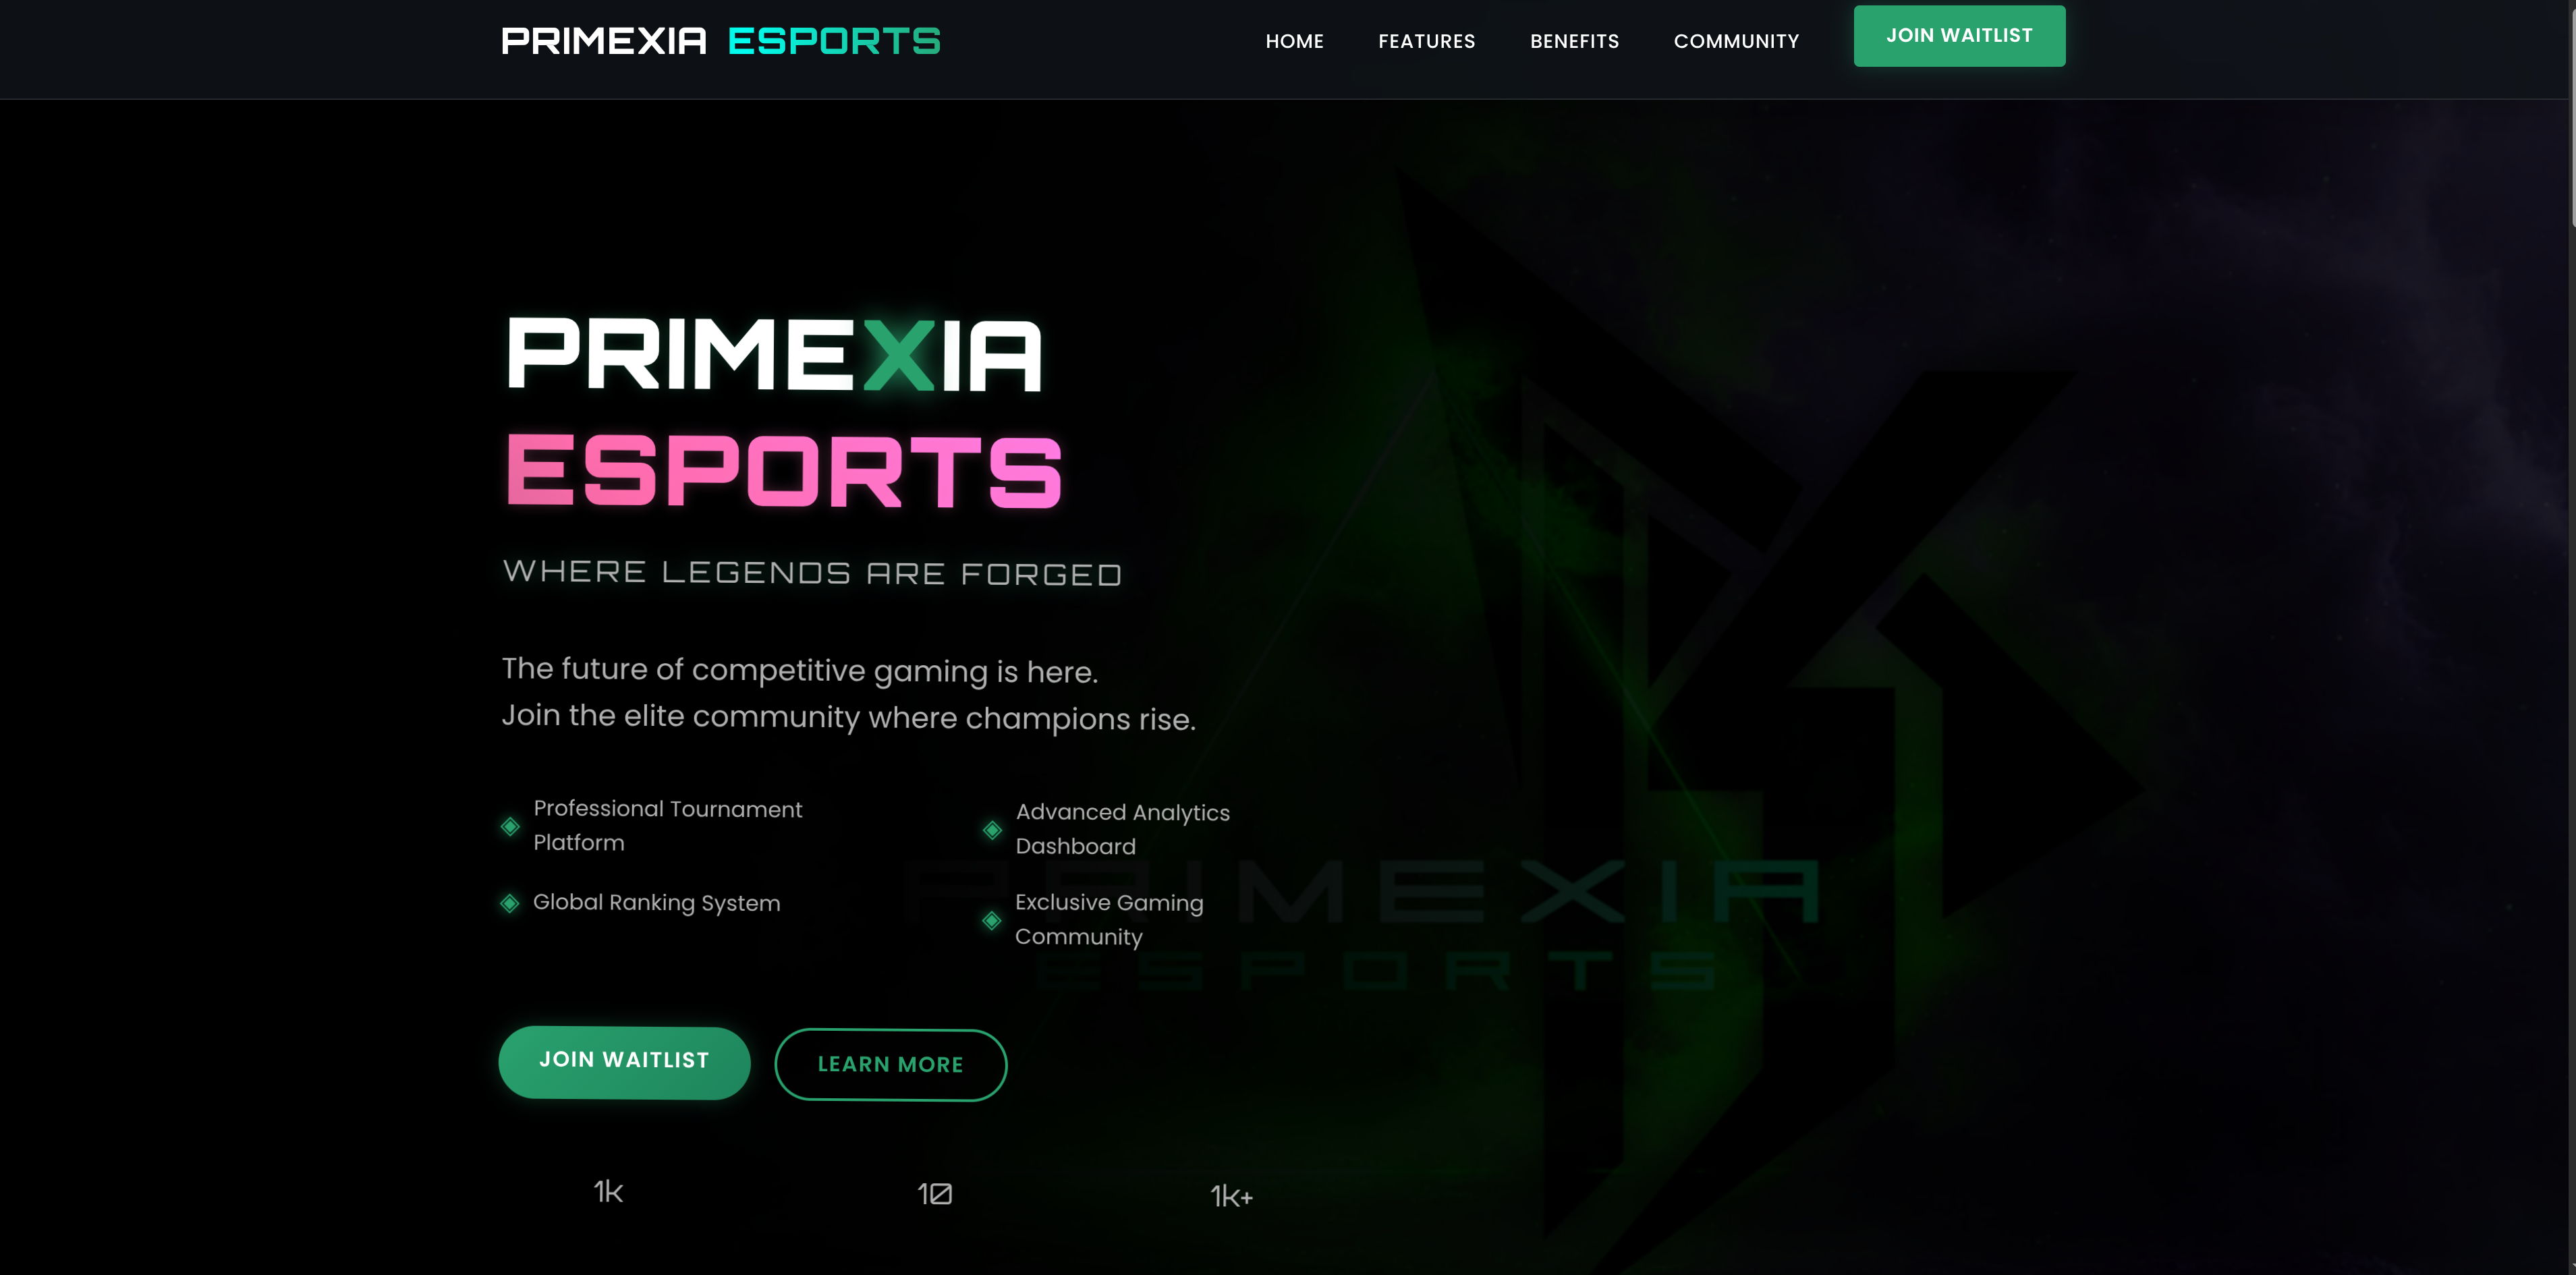 PRIMEXIA ESPORTS
HOME FEATURES BENEFITS COMMUNITY JOIN WAITLIST
PRIMEXIA
ESPORTS
WHERE LEGENDS ARE FORGED
The future of competitive gaming is here.
Join the elite community where champions rise.
Professional Tournament
Platform
Advanced Analytics
Dashboard
Global Ranking System
Exclusive Gaming
Community
PRIMEXIA
ESPORTS
JOIN WAITLIST
LEARN MORE
1k 10 1k+